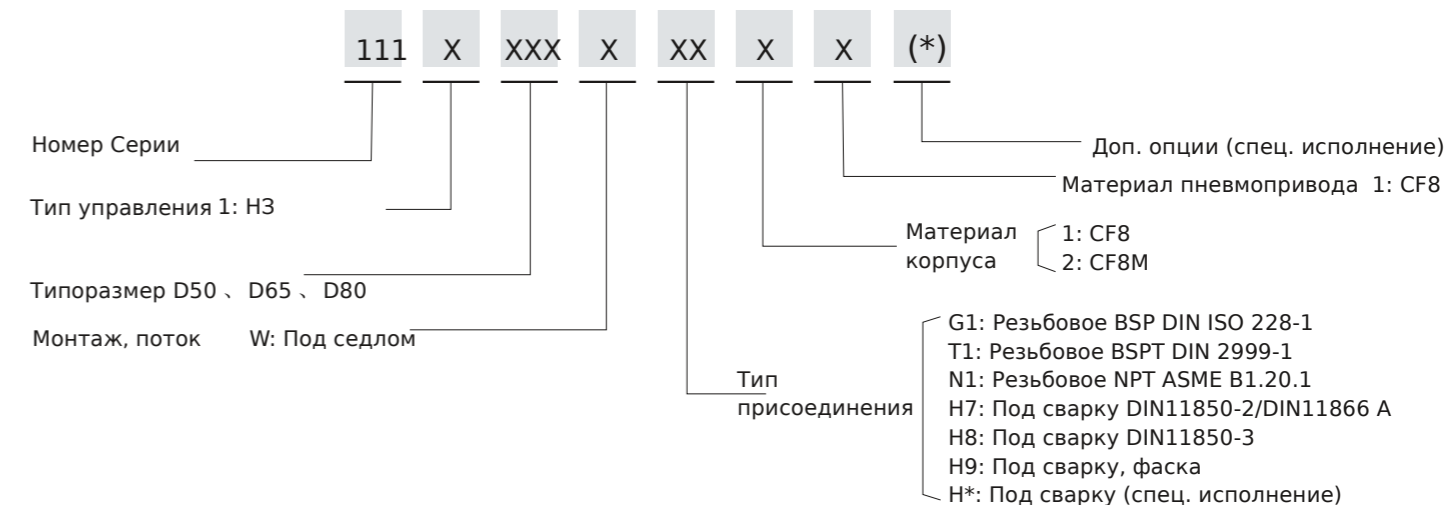 111 X XXX X XX X X (*)
Номер Серии
Доп. опции (спец. исполнение)
Материал пневмопривода 1: CF8
Тип управления 1: НЗ
Материал корпуса
1: CF8
2: CF8M
Типоразмер D50 、 D65 、 D80
Монтаж, поток W: Под седлом
Тип
присоединения
G1: Резьбовое BSP DIN ISO 228-1
T1: Резьбовое BSPT DIN 2999-1
N1: Резьбовое NPT ASME B1.20.1
H7: Под сварку DIN11850-2/DIN11866 A
H8: Под сварку DIN11850-3
H9: Под сварку, фаска
H*: Под сварку (спец. исполнение)